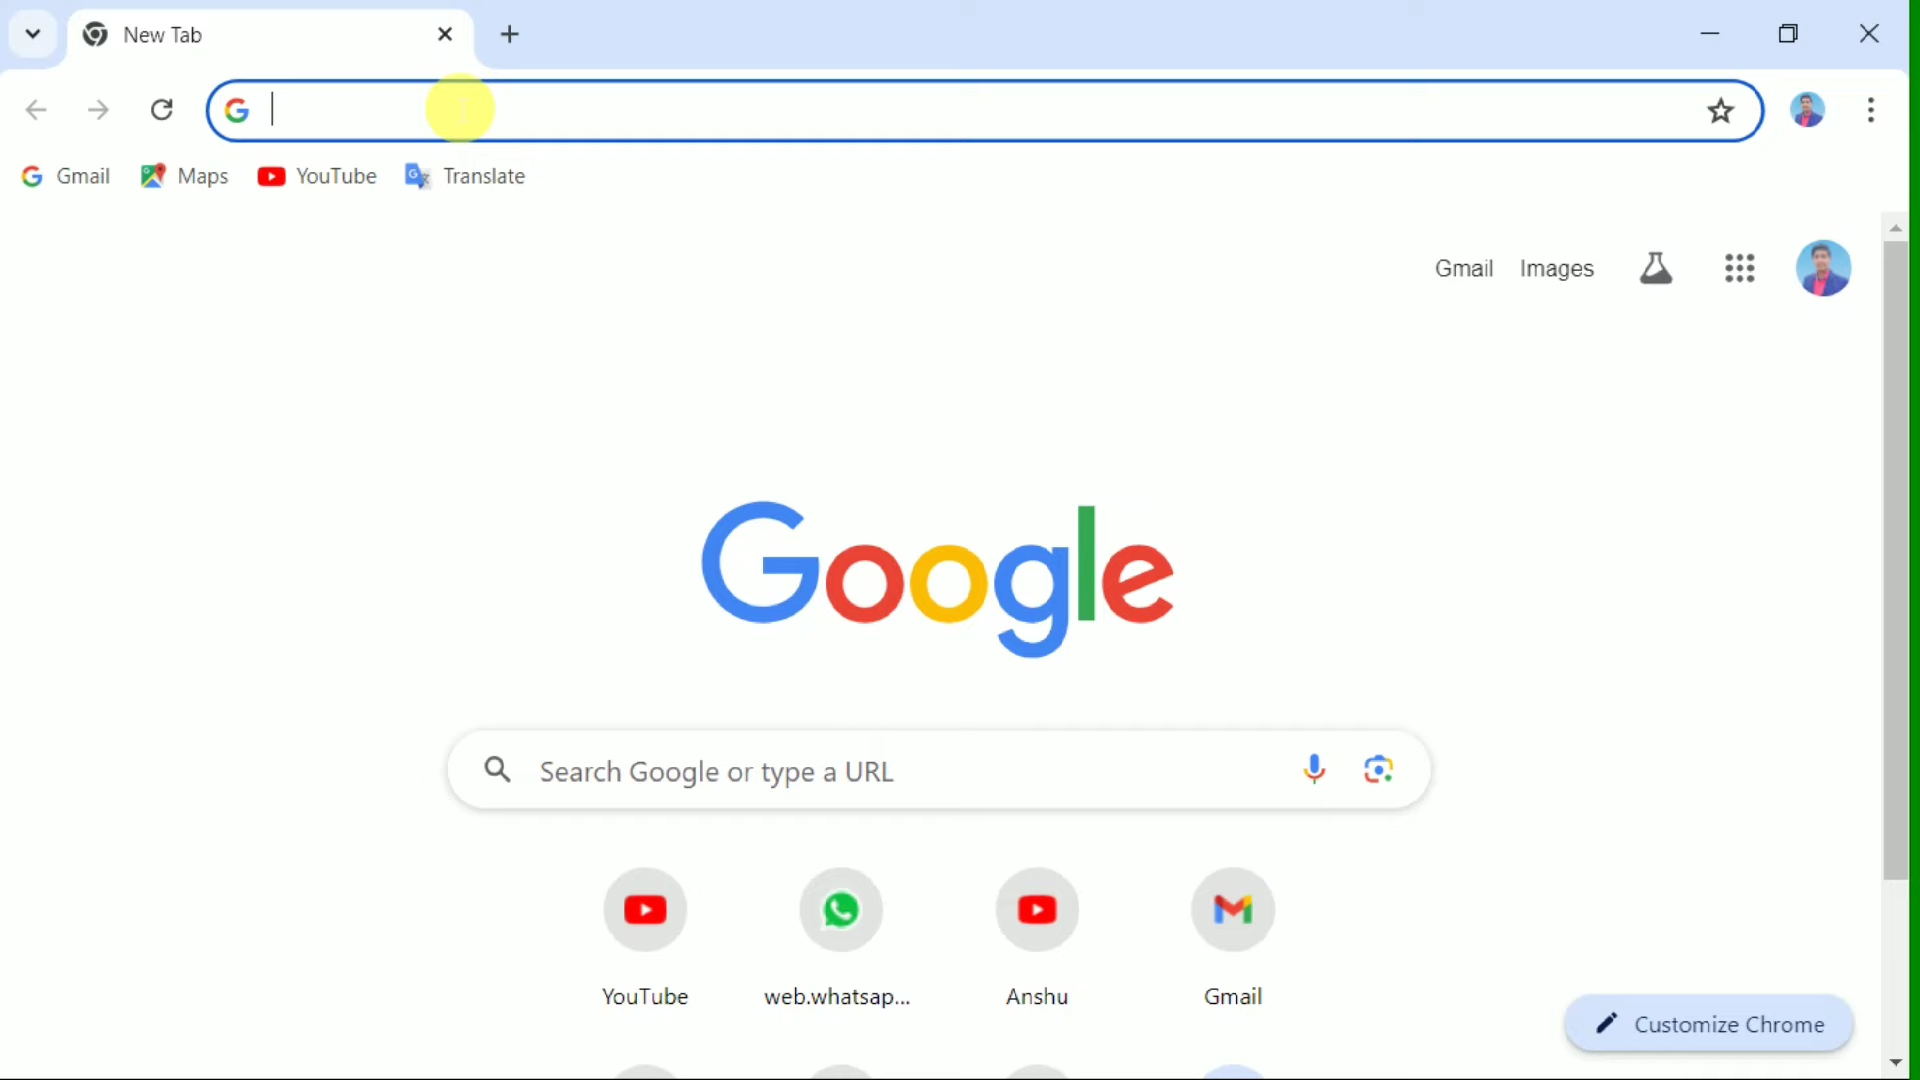 New Tab
Gmail Maps YouTube Translate
Gmail Images
Google
Search Google or type a URL
YouTube web.whatsap... Anshu Gmail
Customize Chrome